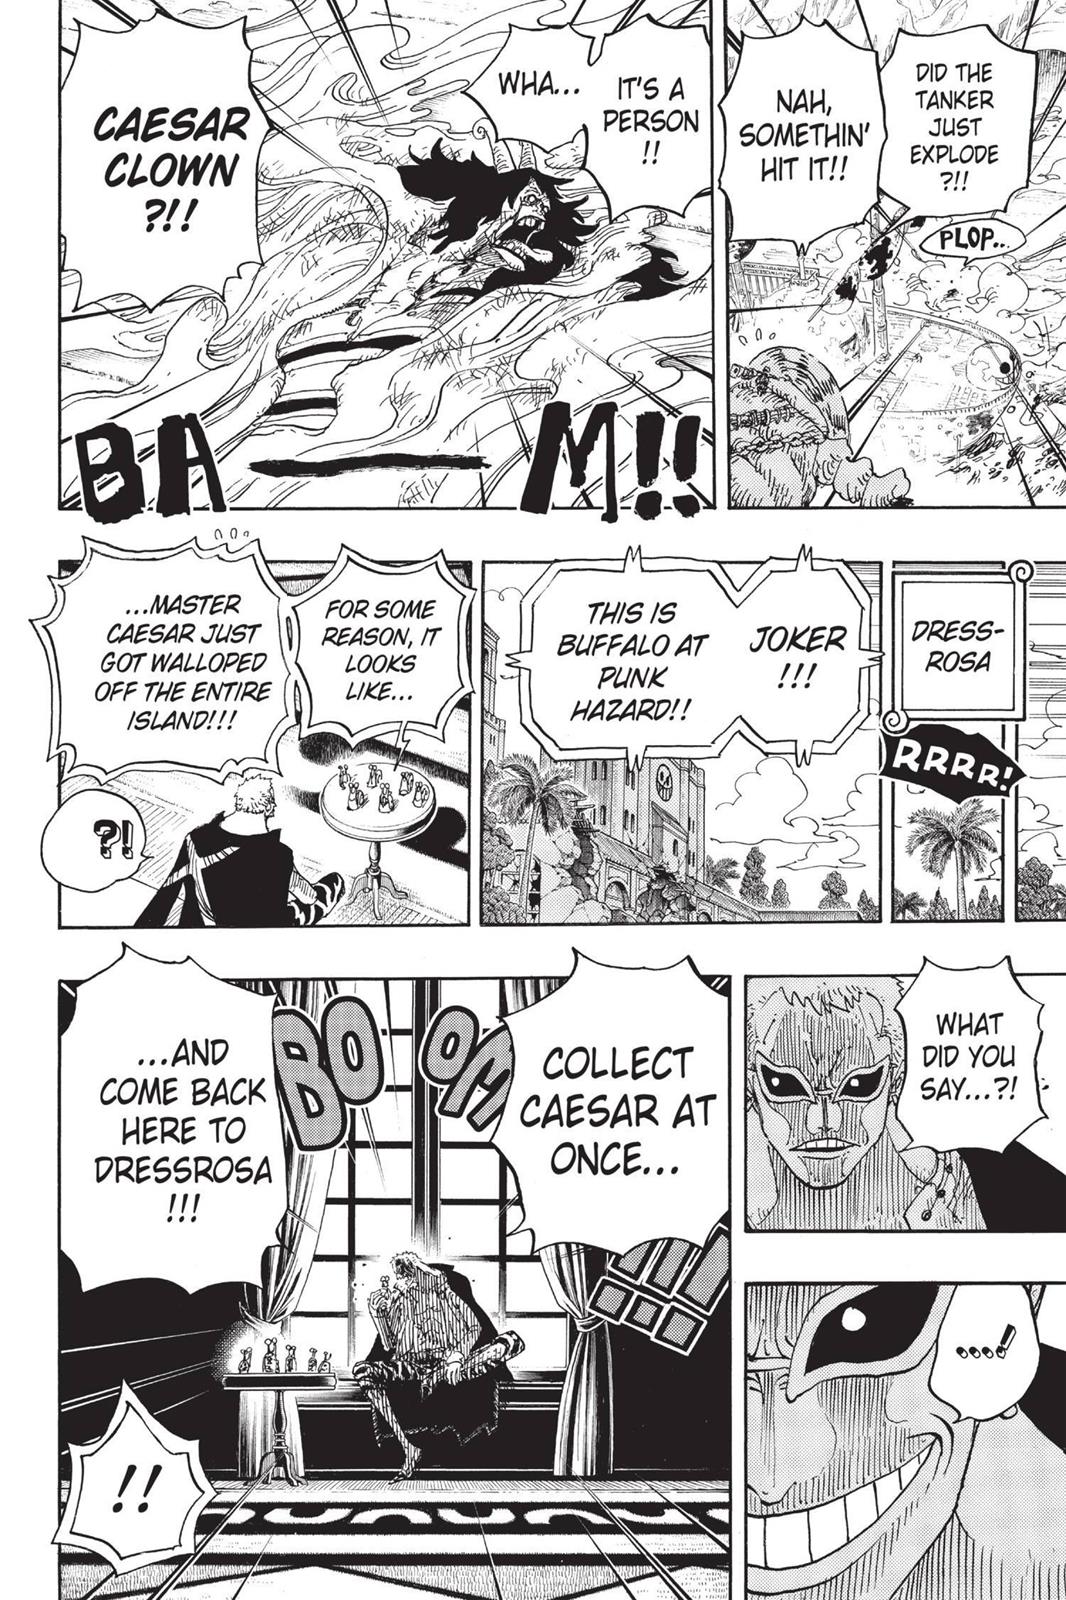 DID THE
TANKER
JUST
EXPLODE
?!!
NAH,
SOMETHIN'
HIT IT!!
PLOP...
IT'S A
PERSON
!!
WHA...
CAESAR
CLOWN
?!!
BA—M!!
DRESS-
ROSA
RRRR!
JOKER
!!!
THIS IS
BUFFALO AT
PUNK
HAZARD!!
FOR SOME
REASON, IT
LOOKS
LIKE...
...MASTER
CAESAR JUST
GOT WALLOPED
OFF THE ENTIRE
ISLAND!!!
?!
WHAT
DID YOU
SAY...?!
....!
COLLECT
CAESAR AT
ONCE...
BOOM
!!!
...AND
COME BACK
HERE TO
DRESSROSA
!!!
!!